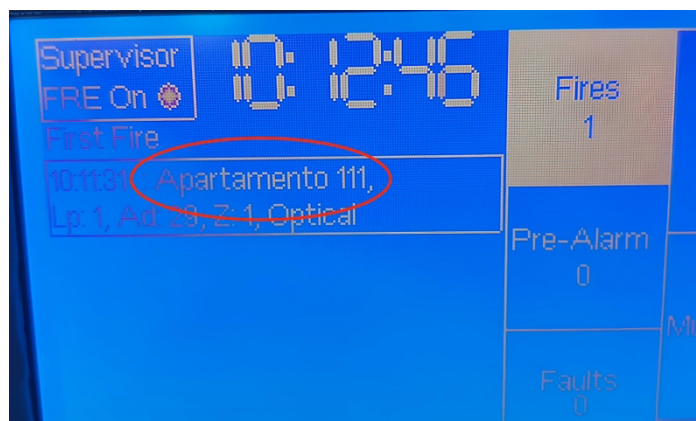 Supervisor
FRE On
10:12:46
First Fire
10:11:31 Apartamento 111,
Lp: 1, Ad: 29, Z: 1, Optical
Fires
1
Pre-Alarm
0
Faults
0